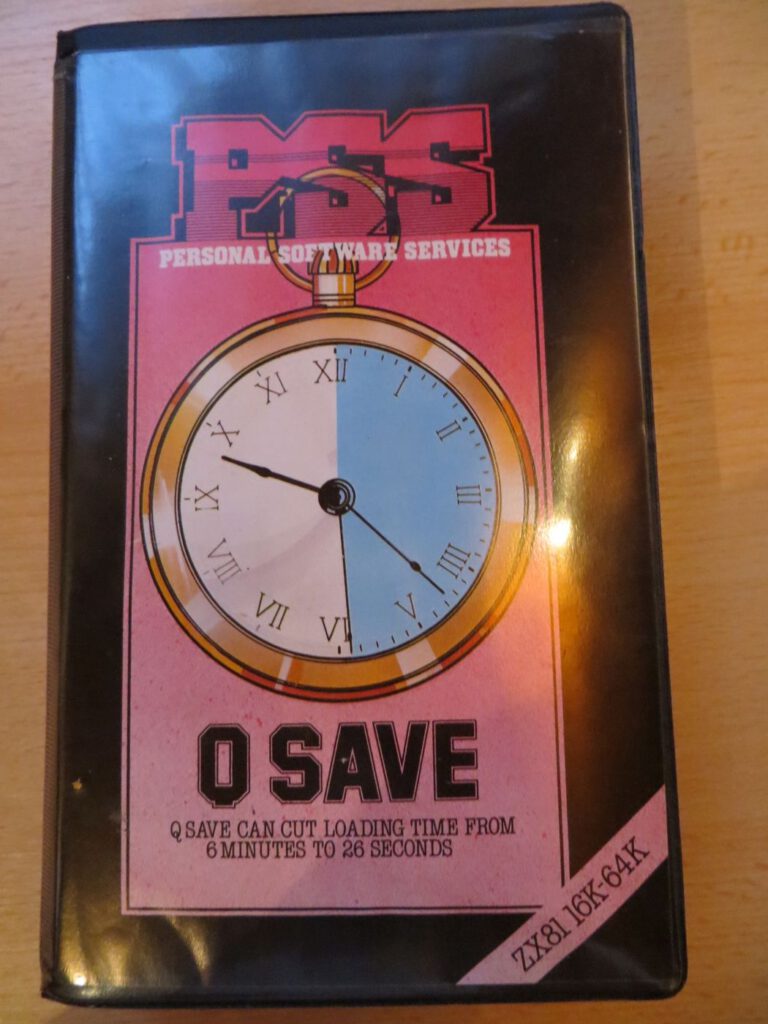 PSS
PERSONAL SOFTWARE SERVICES
XII
I
II
III
IIII
V
VI
VII
VIII
IX
X
XI
Q SAVE
Q SAVE CAN CUT LOADING TIME FROM
6 MINUTES TO 26 SECONDS
ZX81 16K-64K